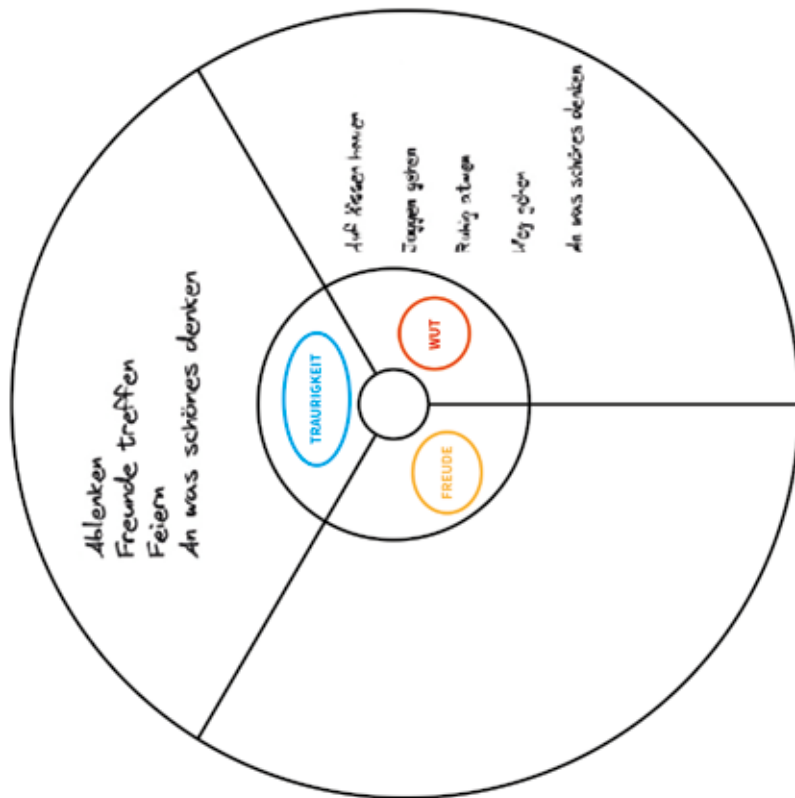 Ablenken
Freunde treffen
Feiern
An was schönes denken
TRAURIGKEIT
Auf Kissen hauen
Joggen gehen
Ruhig atmen
Weg gehen
An was schöres denken
WUT
FREUDE